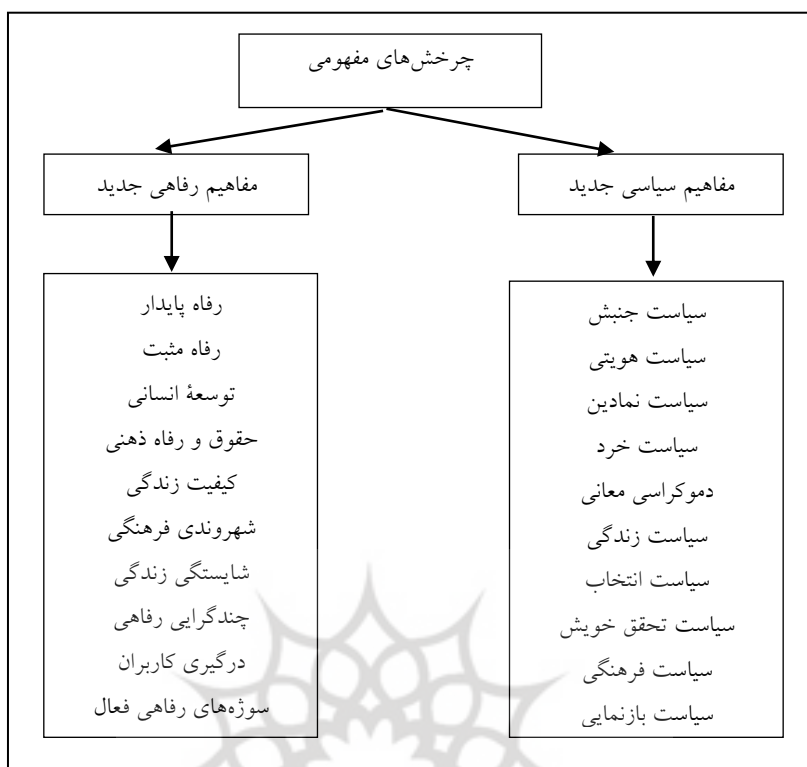 چرخش‌های مفهومی
مفاهیم سیاسی جدید
سیاست جنبش
سیاست هویتی
سیاست نمادین
سیاست خرد
دموکراسی معانی
سیاست زندگی
سیاست انتخاب
سیاست تحقق خویش
سیاست فرهنگی
سیاست بازنمایی
مفاهیم رفاهی جدید
رفاه پایدار
رفاه مثبت
توسعهٔ انسانی
حقوق و رفاه ذهنی
کیفیت زندگی
شهروندی فرهنگی
شایستگی زندگی
چندگرایی رفاهی
درگیری کاربران
سوژه‌های رفاهی فعال